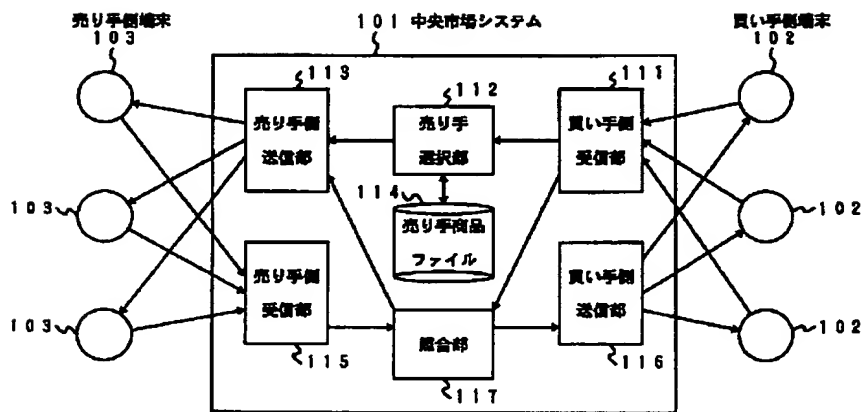 売り手側端末
103
101 中央市場システム
買い手側端末
102
113
112
111
売り手側
送信部
売り手
選択部
買い手側
受信部
114
103
102
売り手商品
ファイル
売り手側
受信部
買い手側
送信部
照合部
103
102
115
116
117